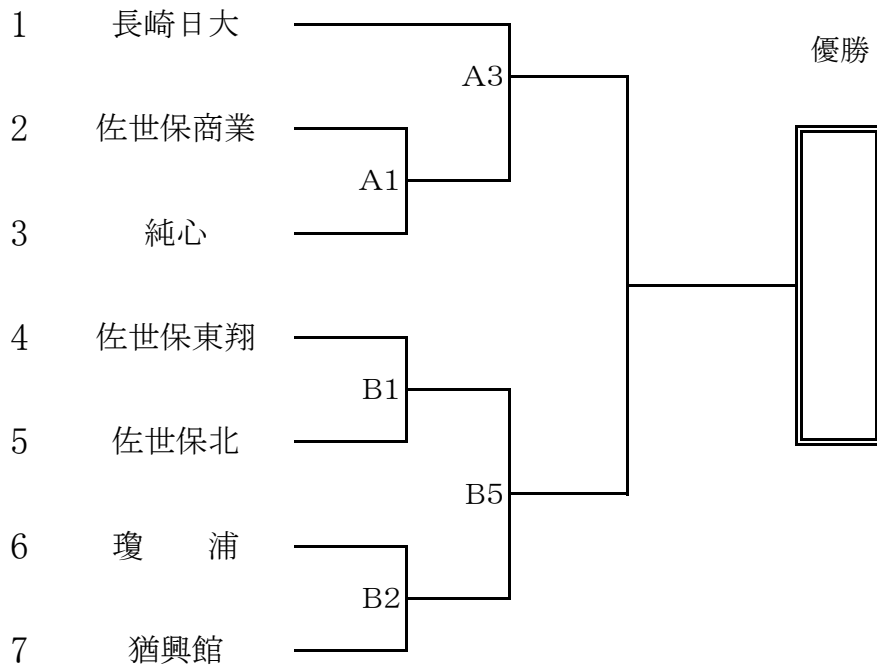 1 長崎日大
優勝
A3
2 佐世保商業
A1
3 純心
4 佐世保東翔
B1
5 佐世保北
B5
6 瓊　浦
B2
7 猶興館